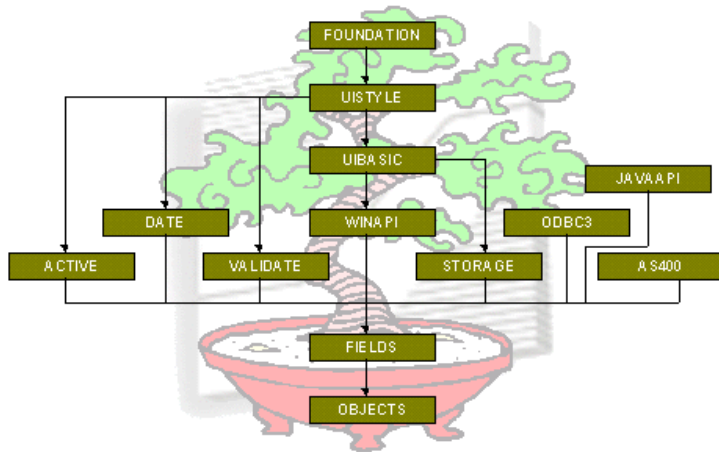 FOUNDATION
UISTYLE
UIBASIC
JAVAAPI
DATE
WINAPI
ODBC3
ACTIVE
VALIDATE
STORAGE
AS400
FIELDS
OBJECTS